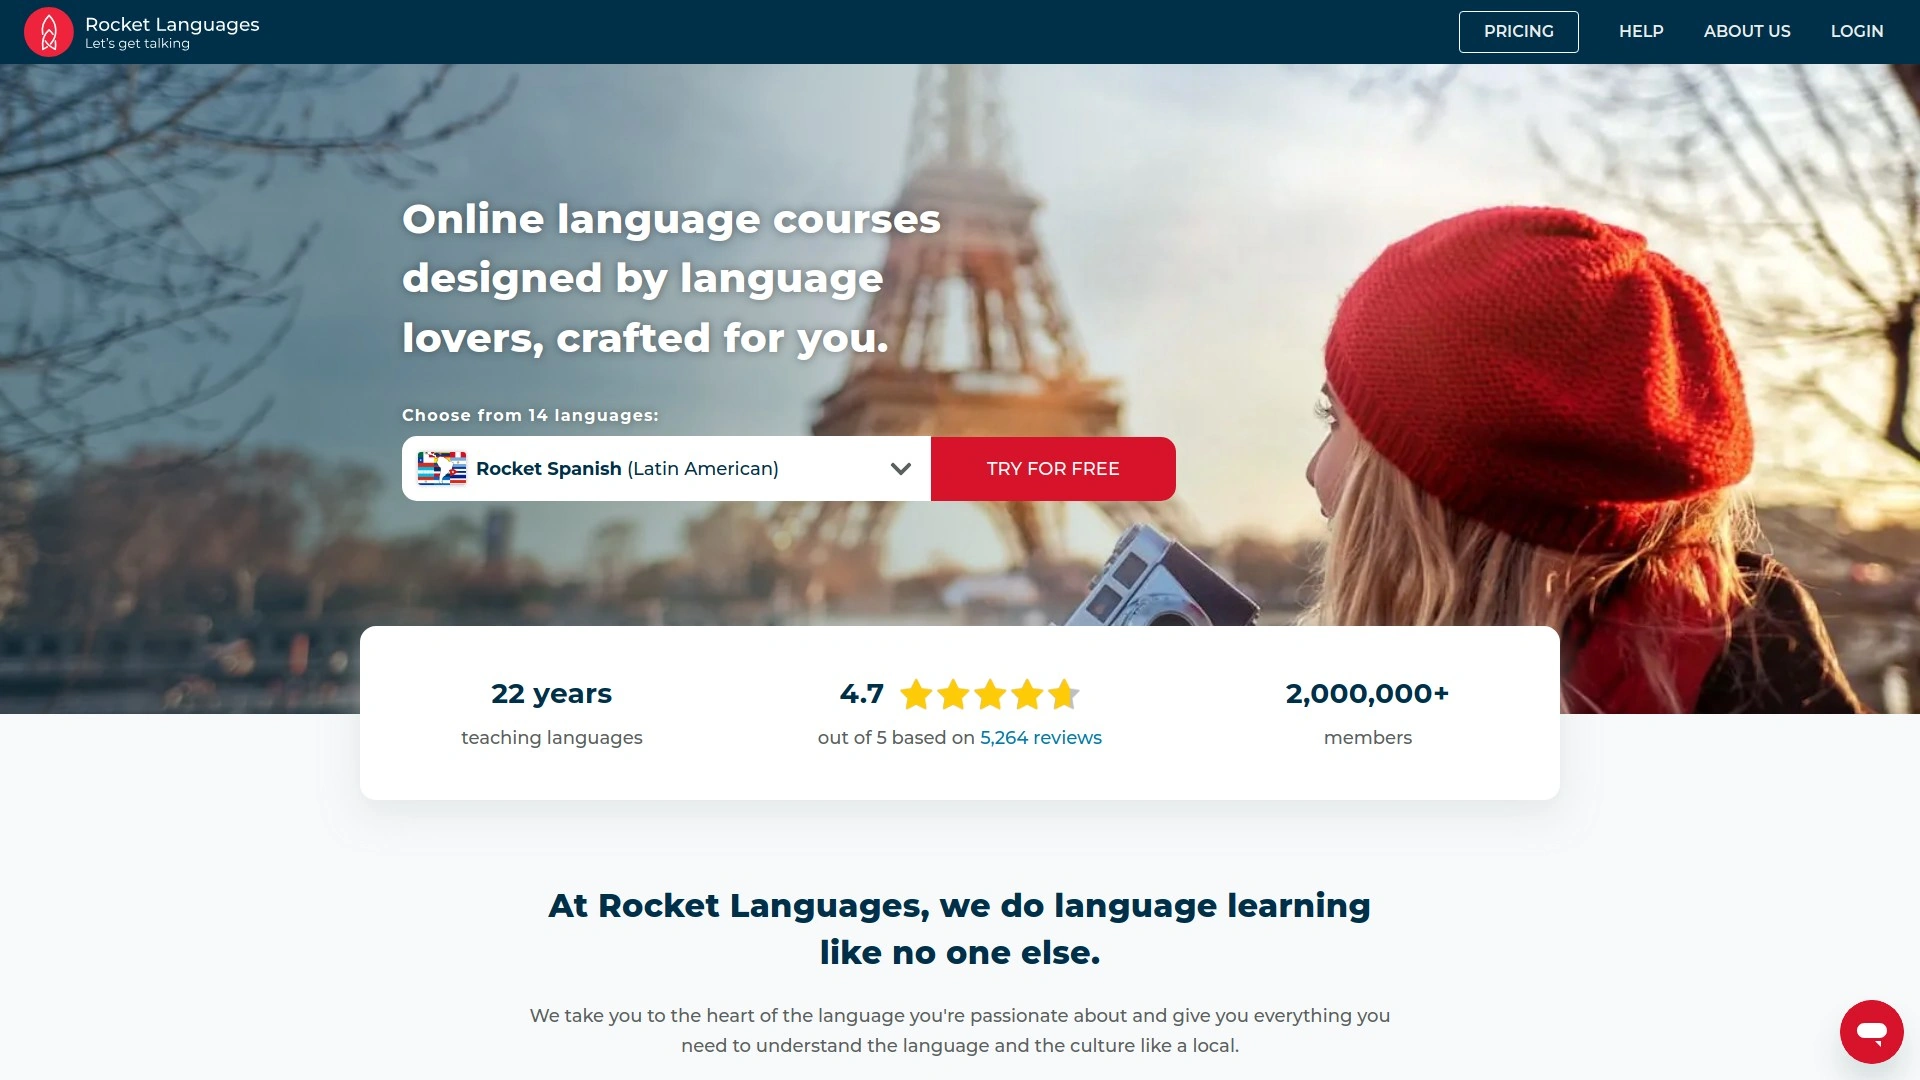 Rocket Languages
Let's get talking
PRICING
HELP
ABOUT US
LOGIN
Online language courses
designed by language
lovers, crafted for you.
Choose from 14 languages:
Rocket Spanish (Latin American)
TRY FOR FREE
22 years
teaching languages
4.7
out of 5 based on 5,264 reviews
2,000,000+
members
At Rocket Languages, we do language learning
like no one else.
We take you to the heart of the language you're passionate about and give you everything you
need to understand the language and the culture like a local.